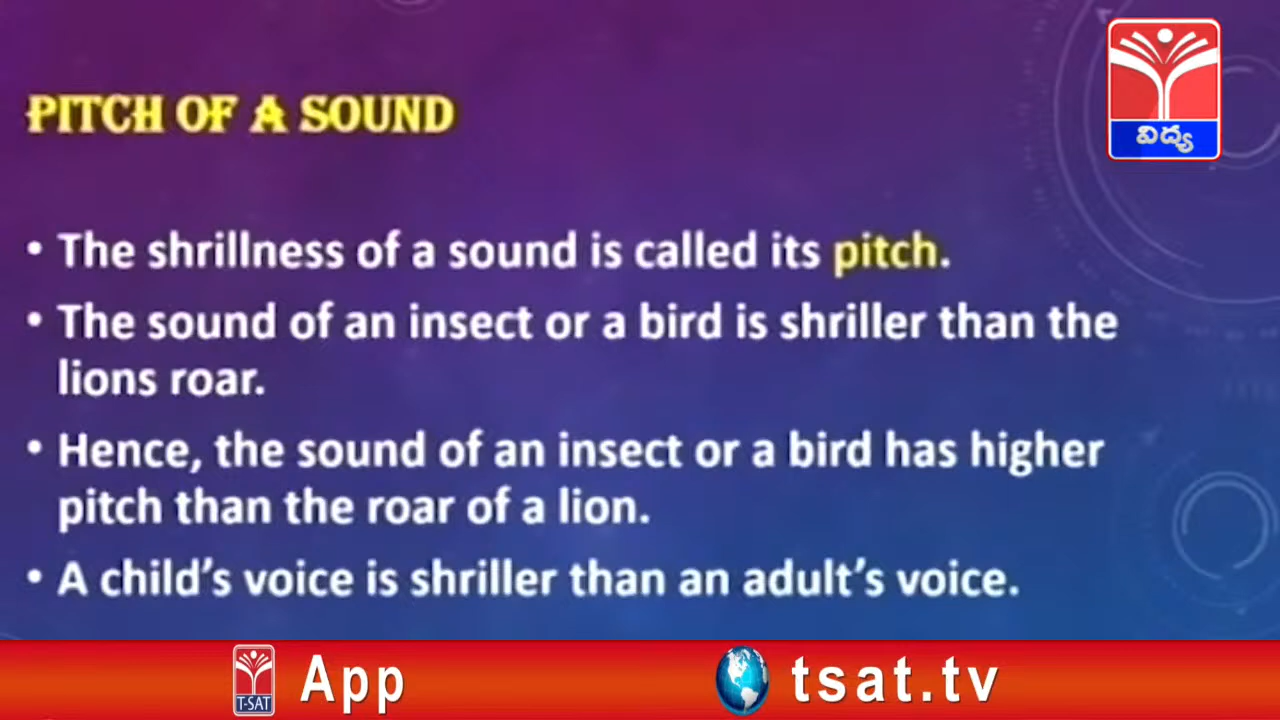 PITCH OF A SOUND
విద్య
• The shrillness of a sound is called its pitch.
• The sound of an insect or a bird is shriller than the
lions roar.
• Hence, the sound of an insect or a bird has higher
pitch than the roar of a lion.
• A child’s voice is shriller than an adult’s voice.
T-SAT
App
tsat.tv